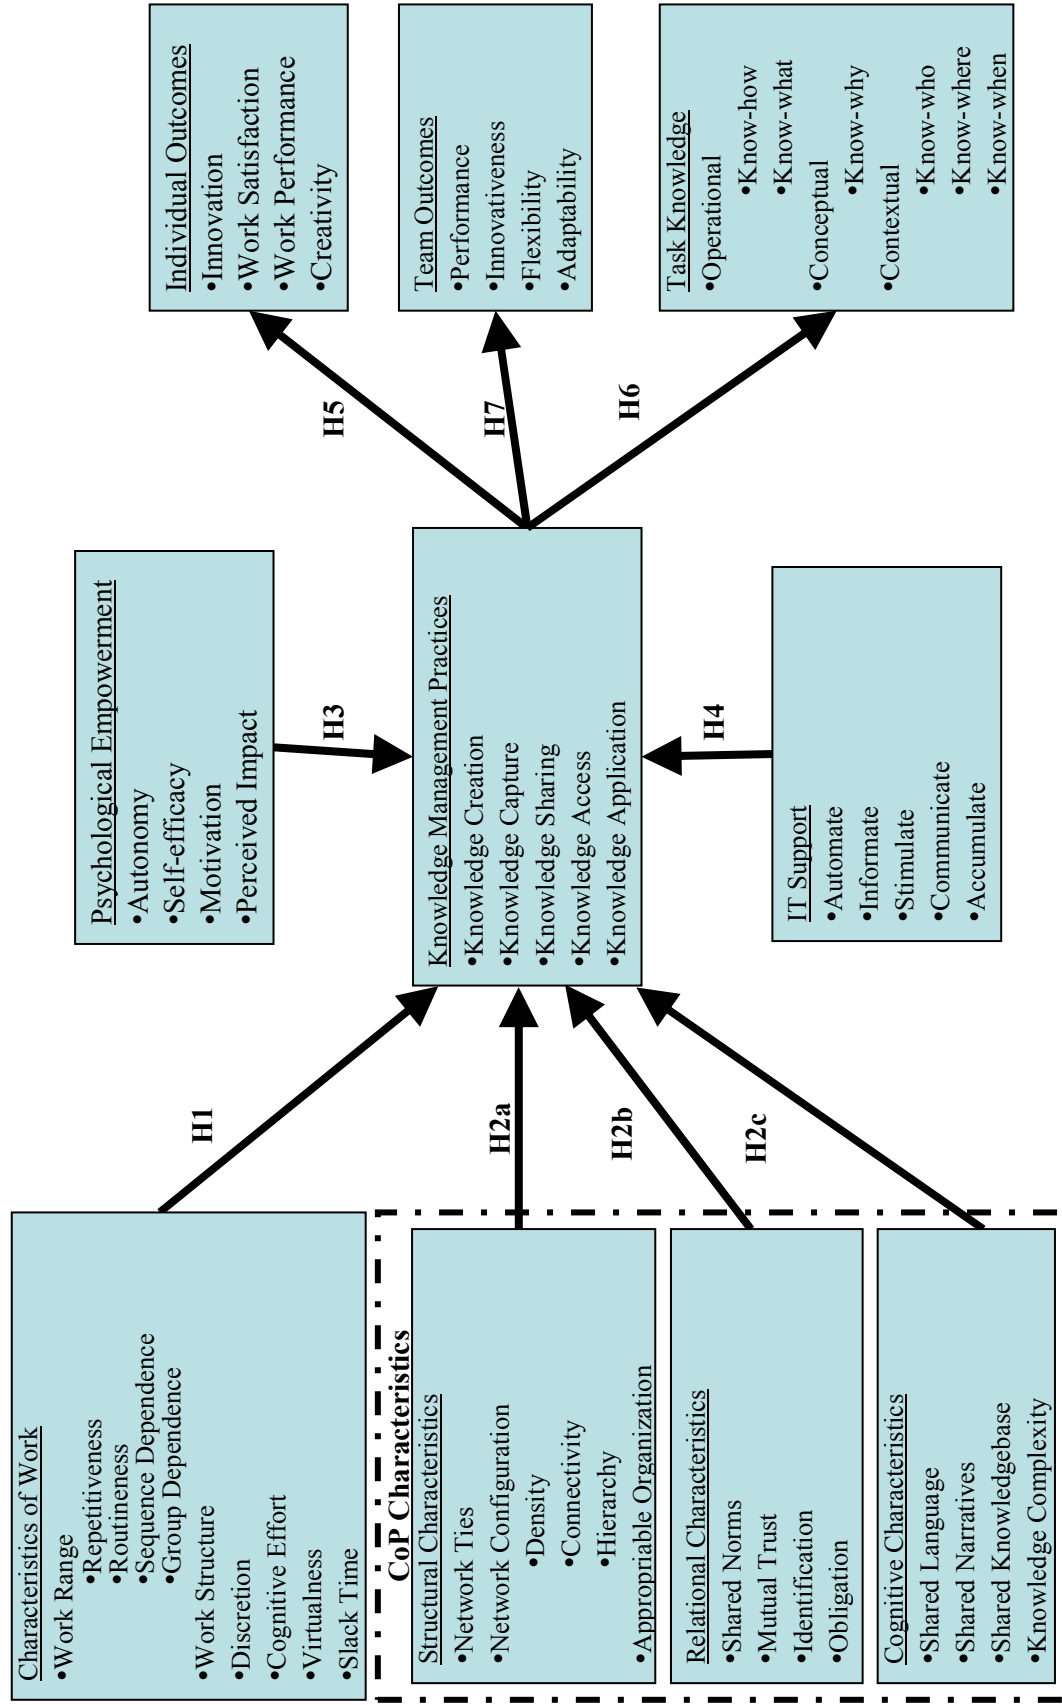 Characteristics of Work
•Work Range
•Repetitiveness
•Routineness
•Sequence Dependence
•Group Dependence
•Work Structure
•Discretion
•Cognitive Effort
•Virtualness
•Slack Time
CoP Characteristics
Structural Characteristics
•Network Ties
•Network Configuration
•Density
•Connectivity
•Hierarchy
•Appropriable Organization
Relational Characteristics
•Shared Norms
•Mutual Trust
•Identification
•Obligation
Cognitive Characteristics
•Shared Language
•Shared Narratives
•Shared Knowledgebase
•Knowledge Complexity
H1
H2a
H2b
H2c
Psychological Empowerment
•Autonomy
•Self-efficacy
•Motivation
•Perceived Impact
H3
Knowledge Management Practices
•Knowledge Creation
•Knowledge Capture
•Knowledge Sharing
•Knowledge Access
•Knowledge Application
H4
IT Support
•Automate
•Informate
•Stimulate
•Communicate
•Accumulate
H5
H7
H6
Individual Outcomes
•Innovation
•Work Satisfaction
•Work Performance
•Creativity
Team Outcomes
•Performance
•Innovativeness
•Flexibility
•Adaptability
Task Knowledge
•Operational
•Know-how
•Know-what
•Conceptual
•Know-why
•Contextual
•Know-who
•Know-where
•Know-when